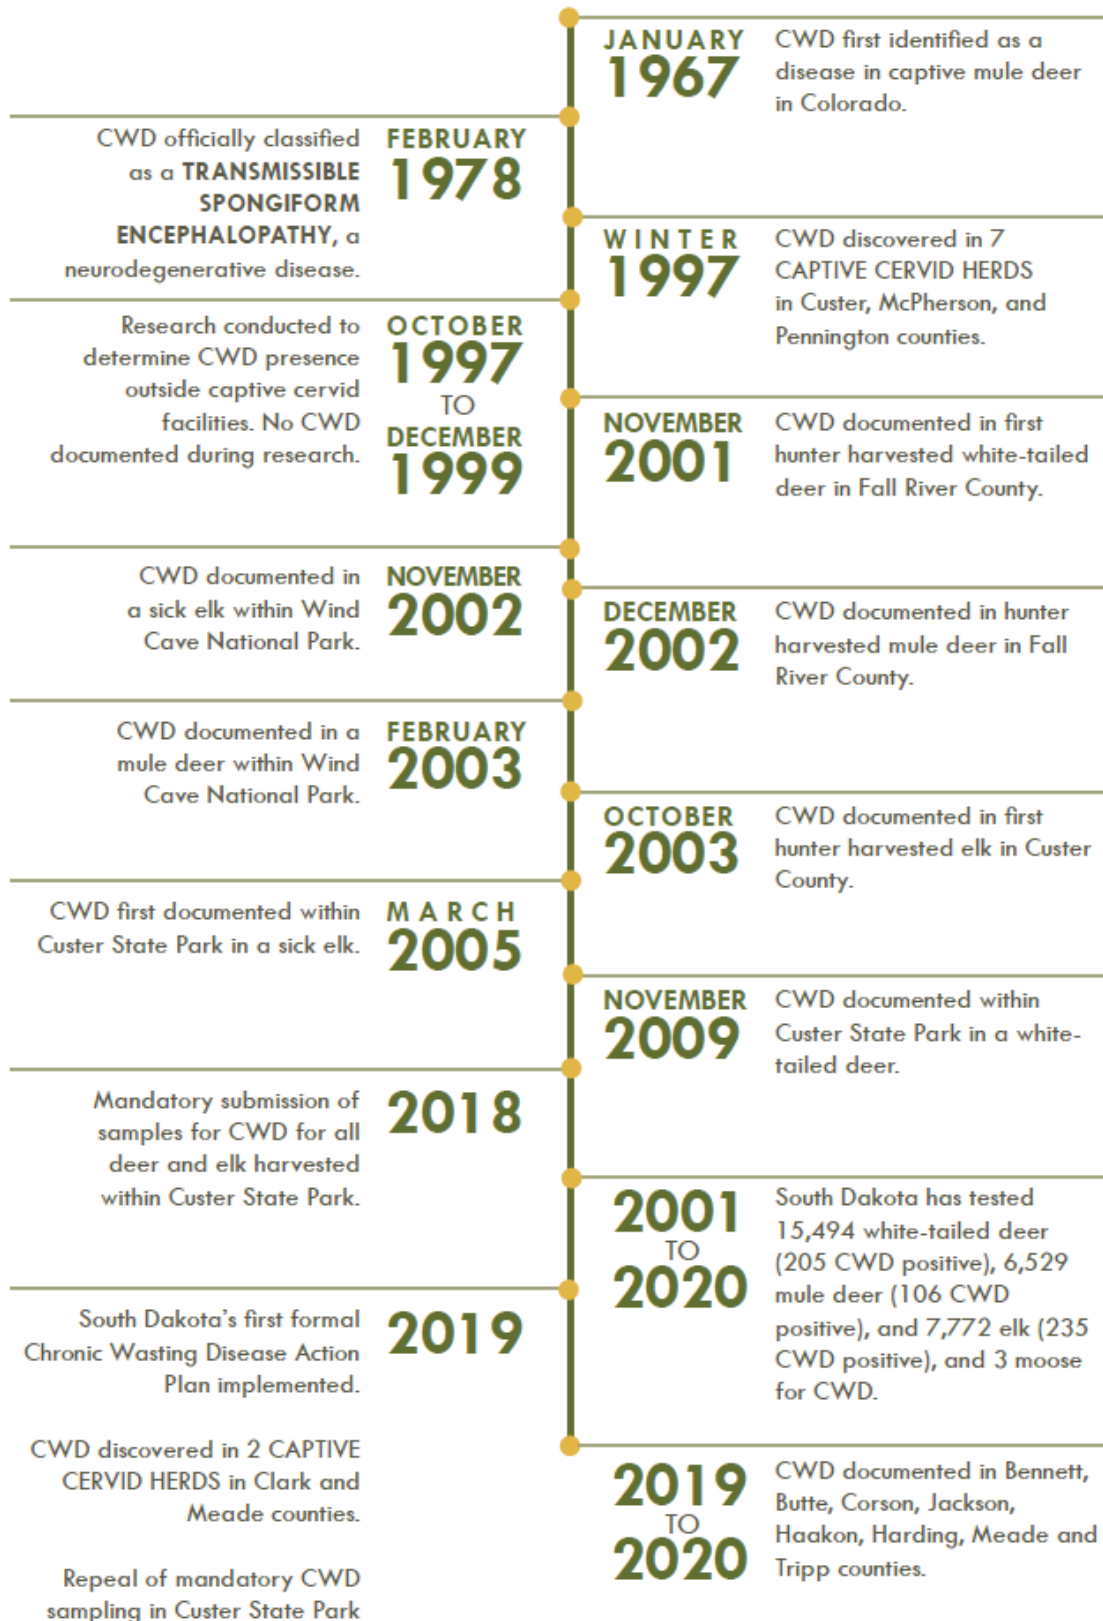 JANUARY
1967
CWD first identified as a
disease in captive mule deer
in Colorado.
CWD officially classified
as a TRANSMISSIBLE
SPONGIFORM
ENCEPHALOPATHY, a
neurodegenerative disease.
FEBRUARY
1978
WINTER
1997
CWD discovered in 7
CAPTIVE CERVID HERDS
in Custer, McPherson, and
Pennington counties.
Research conducted to
determine CWD presence
outside captive cervid
facilities. No CWD
documented during research.
OCTOBER
1997
TO
DECEMBER
1999
NOVEMBER
2001
CWD documented in first
hunter harvested white-tailed
deer in Fall River County.
CWD documented in
a sick elk within Wind
Cave National Park.
NOVEMBER
2002
DECEMBER
2002
CWD documented in hunter
harvested mule deer in Fall
River County.
CWD documented in a
mule deer within Wind
Cave National Park.
FEBRUARY
2003
OCTOBER
2003
CWD documented in first
hunter harvested elk in Custer
County.
CWD first documented within
Custer State Park in a sick elk.
MARCH
2005
NOVEMBER
2009
CWD documented within
Custer State Park in a white-
tailed deer.
Mandatory submission of
samples for CWD for all
deer and elk harvested
within Custer State Park.
2018
2001
TO
2020
South Dakota has tested
15,494 white-tailed deer
(205 CWD positive), 6,529
mule deer (106 CWD
positive), and 7,772 elk (235
CWD positive), and 3 moose
for CWD.
South Dakota's first formal
Chronic Wasting Disease Action
Plan implemented.
2019
CWD discovered in 2 CAPTIVE
CERVID HERDS in Clark and
Meade counties.
Repeal of mandatory CWD
sampling in Custer State Park
2019
TO
2020
CWD documented in Bennett,
Butte, Corson, Jackson,
Haakon, Harding, Meade and
Tripp counties.